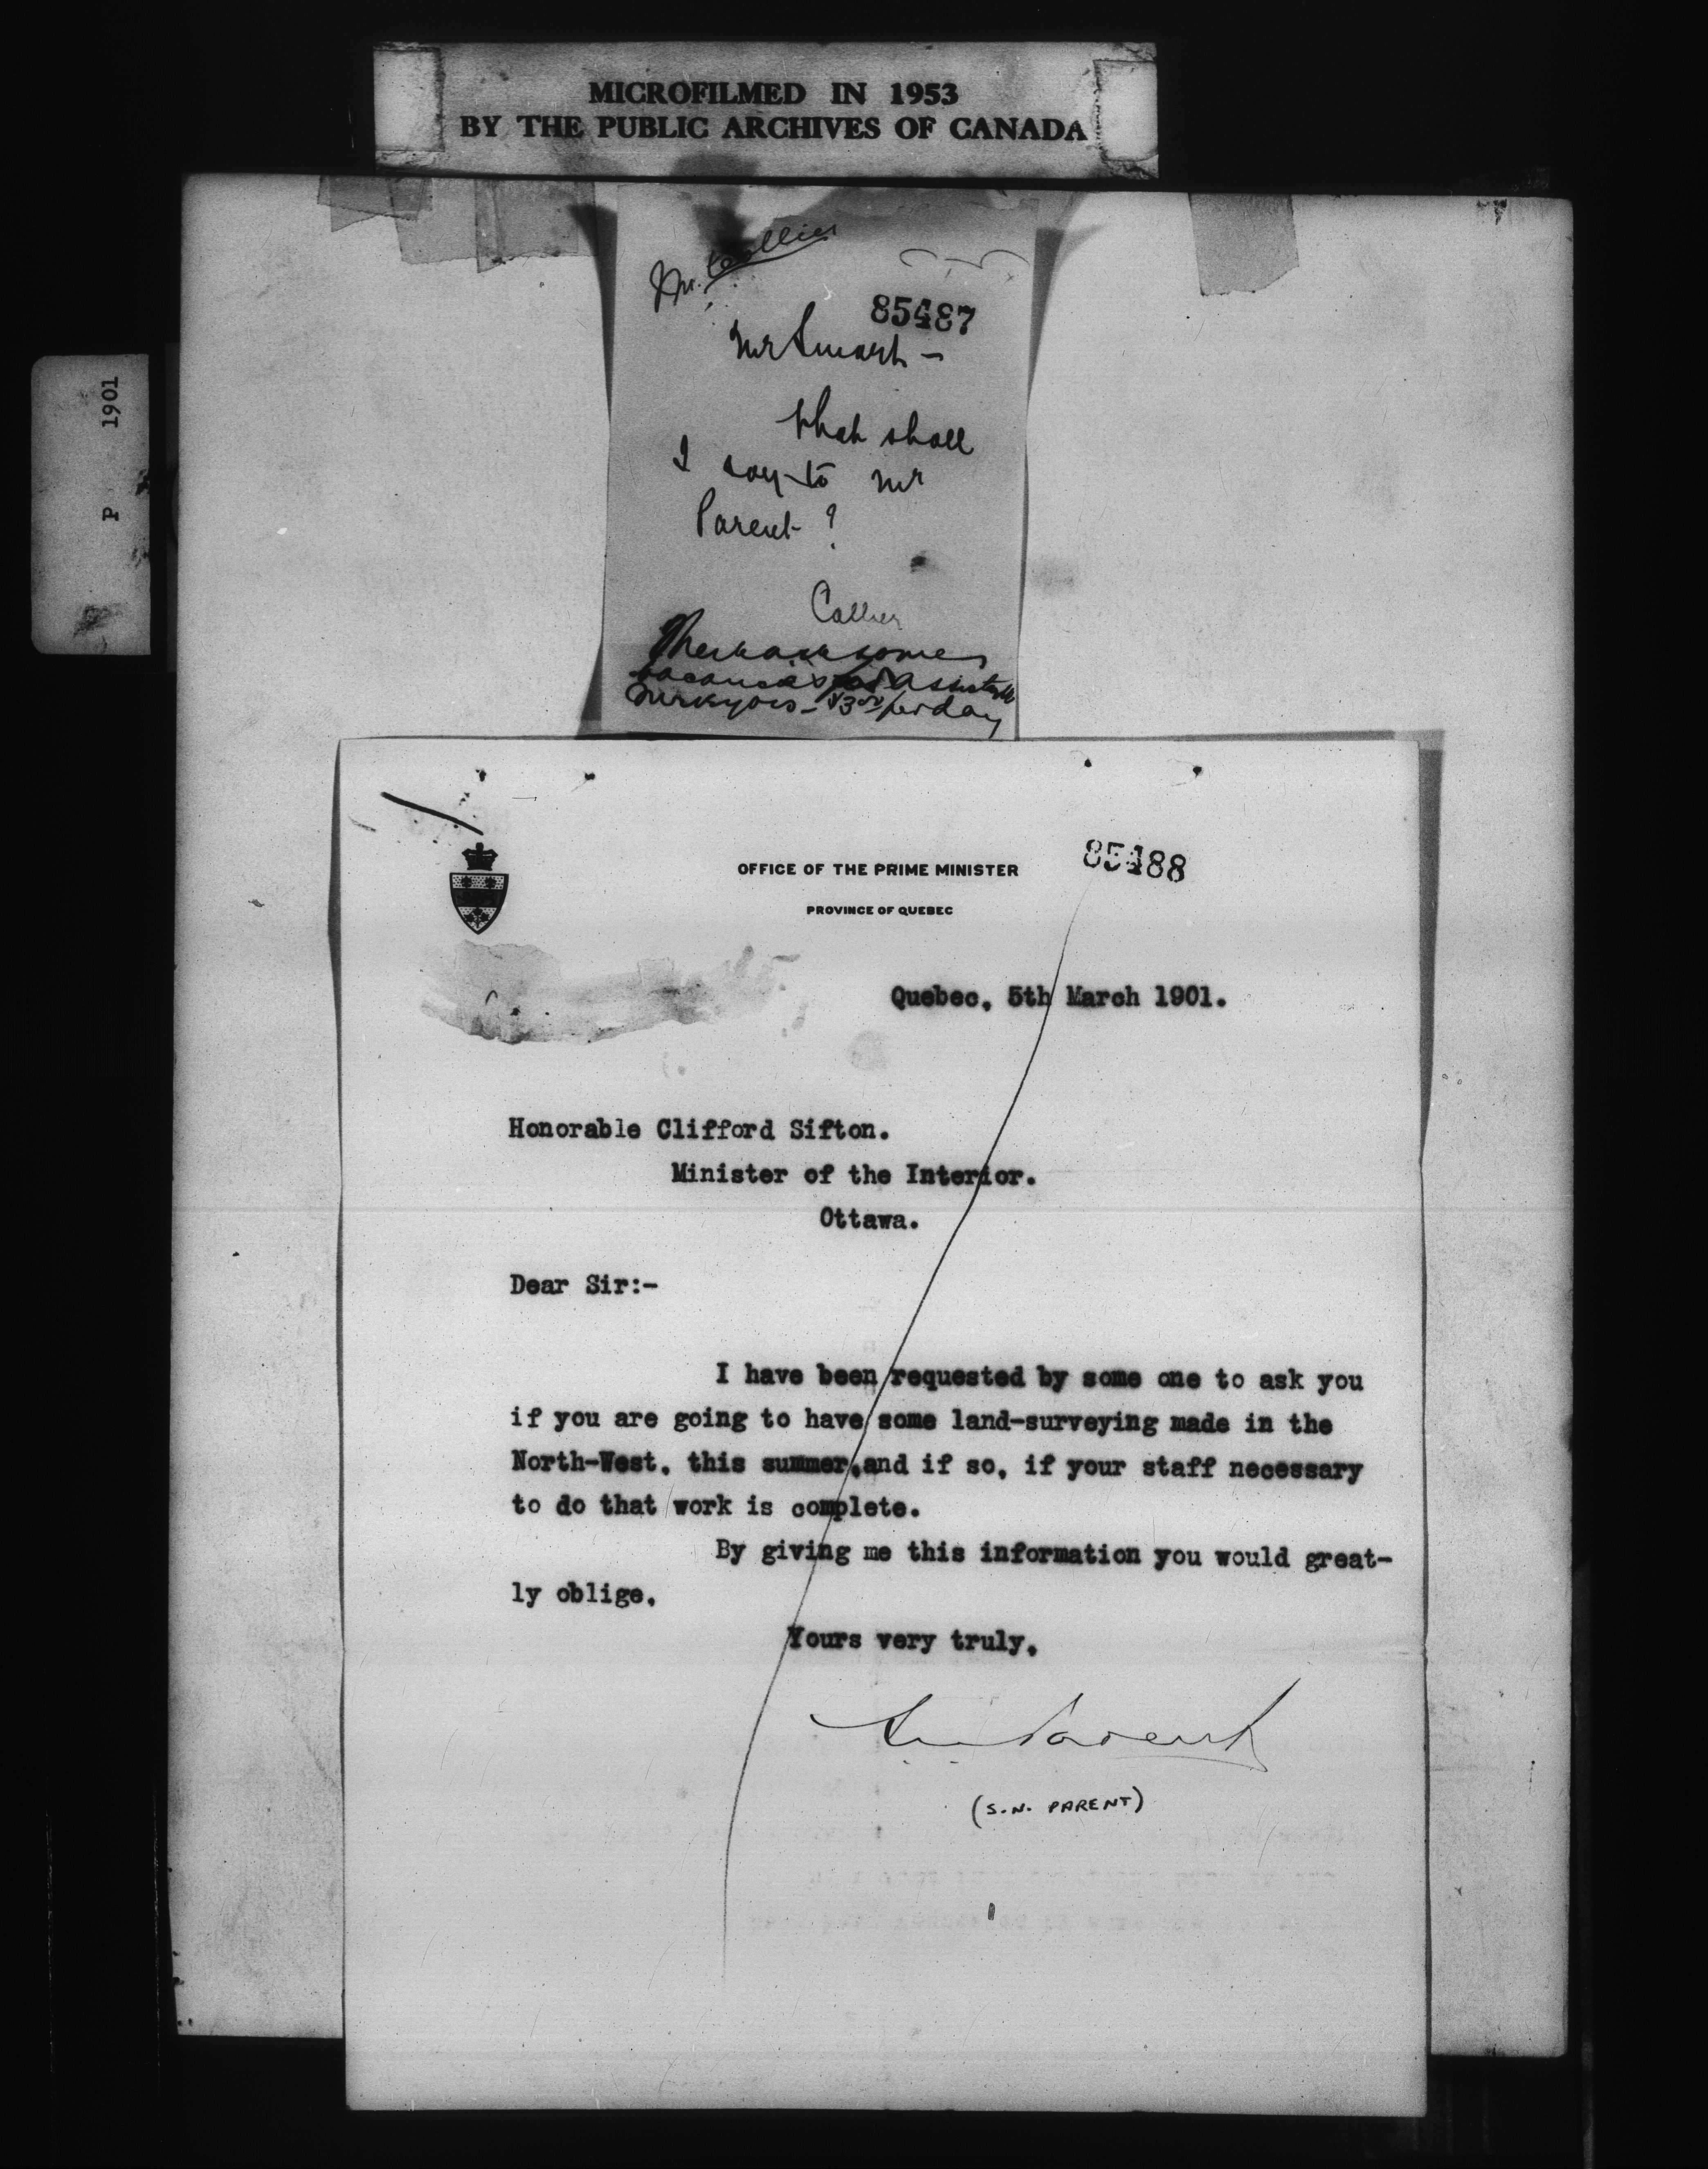 MICROFILMED IN 1953
BY THE PUBLIC ARCHIVES OF CANADA
P 1901
Mr. Collier
85487
Mr Smart –
What shall
I say to Mr
Parent ?
Collier
There are some
vacancies for assistant
surveyors – $3.00 per day
OFFICE OF THE PRIME MINISTER
PROVINCE OF QUEBEC
85488
Quebec, 5th March 1901.
Honorable Clifford Sifton.
Minister of the Interior.
Ottawa.
Dear Sir:-
I have been requested by some one to ask you
if you are going to have some land-surveying made in the
North-West, this summer,and if so, if your staff necessary
to do that work is complete.
By giving me this information you would great-
ly oblige,
Yours very truly,
S.N. Parent
(S.N. PARENT)